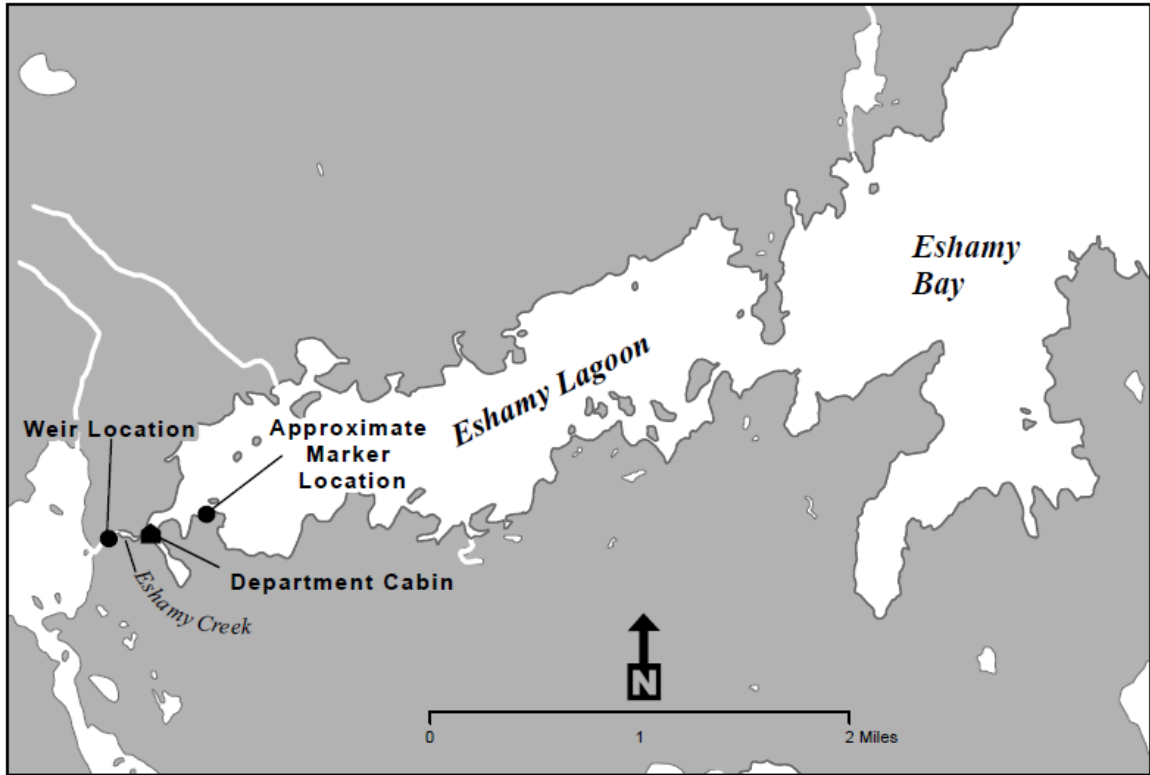 Eshamy
Bay
Eshamy Lagoon
Weir Location
Approximate
Marker
Location
Department Cabin
Eshamy Creek
N
0 1 2 Miles